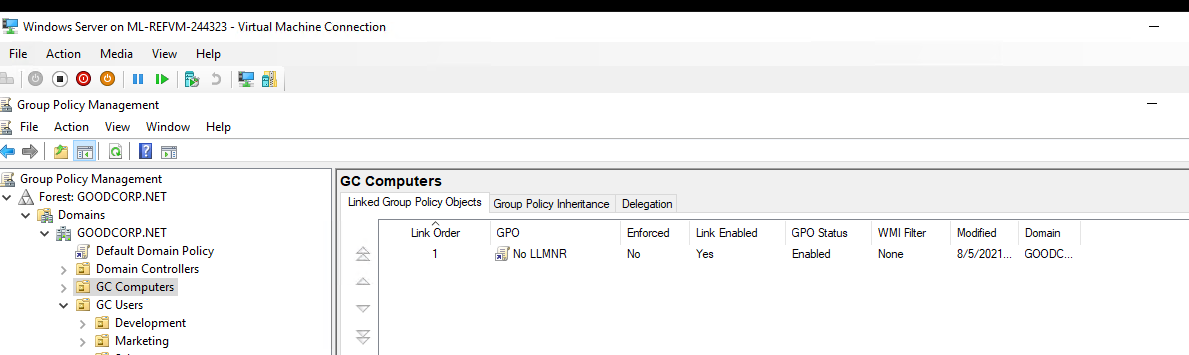 Windows Server on ML-REFVM-244323 - Virtual Machine Connection
File Action Media View Help
Group Policy Management
File Action View Window Help
Group Policy Management
Forest: GOODCORP.NET
Domains
GOODCORP.NET
Default Domain Policy
Domain Controllers
GC Computers
GC Users
Development
Marketing
GC Computers
Linked Group Policy Objects Group Policy Inheritance Delegation
Link Order GPO Enforced Link Enabled GPO Status WMI Filter Modified Domain
1 No LLMNR No Yes Enabled None 8/5/2021... GOODC...